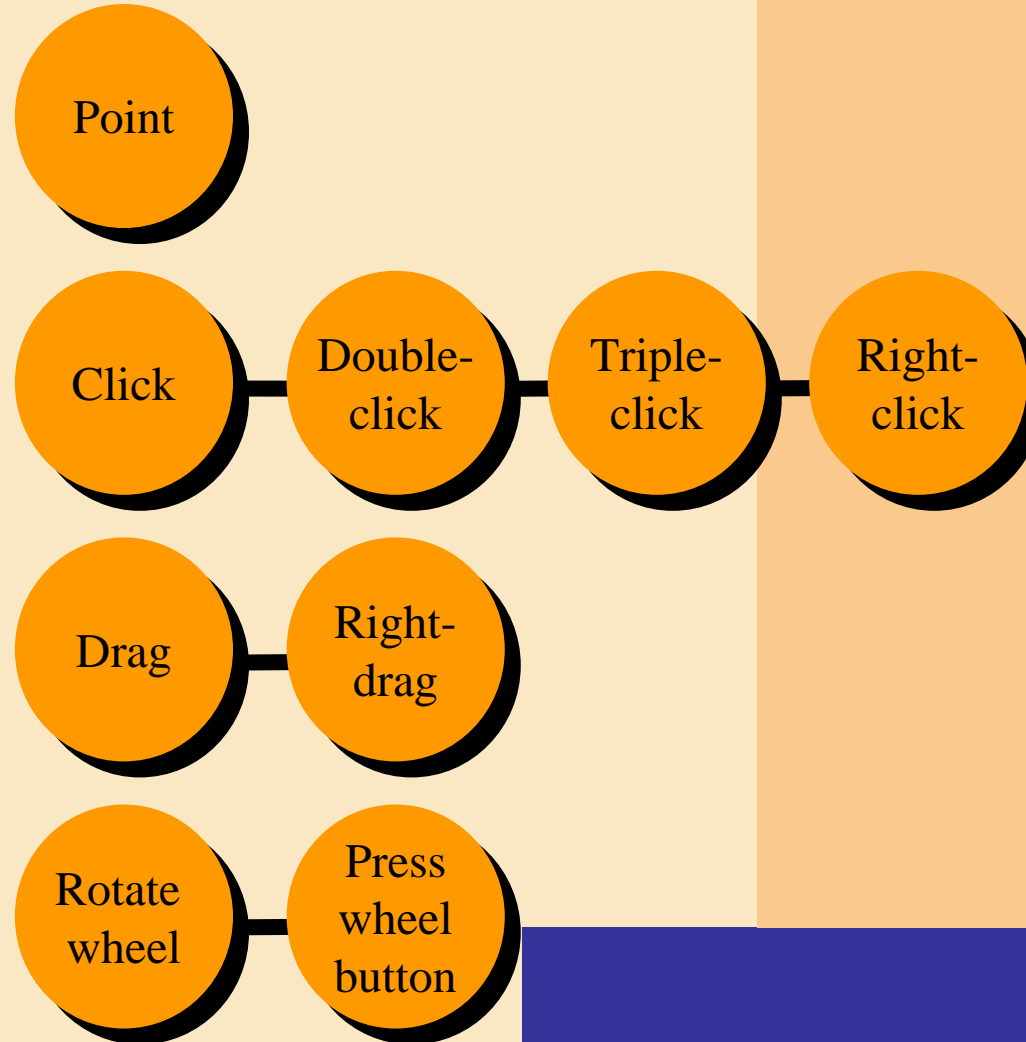 Point
Click
Double-
click
Triple-
click
Right-
click
Drag
Right-
drag
Rotate
wheel
Press
wheel
button